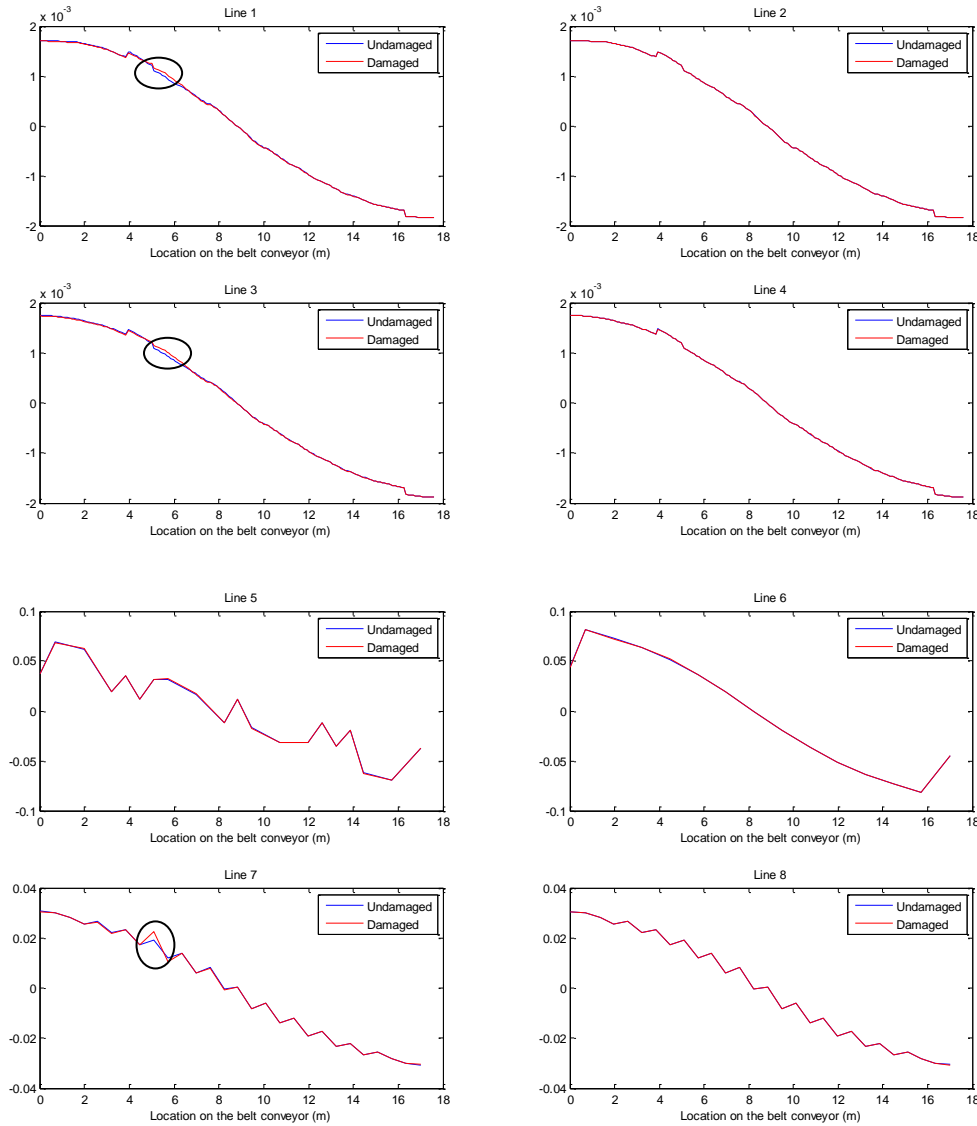 Line 1
x 10-3
Undamaged
Damaged
2
1
0
-1
-2
0 2 4 6 8 10 12 14 16 18
Location on the belt conveyor (m)
Line 2
x 10-3
Undamaged
Damaged
2
1
0
-1
-2
0 2 4 6 8 10 12 14 16 18
Location on the belt conveyor (m)
Line 3
x 10-3
Undamaged
Damaged
2
1
0
-1
-2
0 2 4 6 8 10 12 14 16 18
Location on the belt conveyor (m)
Line 4
x 10-3
Undamaged
Damaged
2
1
0
-1
-2
0 2 4 6 8 10 12 14 16 18
Location on the belt conveyor (m)
Line 5
Undamaged
Damaged
0.1
0.05
0
-0.05
-0.1
0 2 4 6 8 10 12 14 16 18
Location on the belt conveyor (m)
Line 6
Undamaged
Damaged
0.1
0.05
0
-0.05
-0.1
0 2 4 6 8 10 12 14 16 18
Location on the belt conveyor (m)
Line 7
Undamaged
Damaged
0.04
0.02
0
-0.02
-0.04
0 2 4 6 8 10 12 14 16 18
Location on the belt conveyor (m)
Line 8
Undamaged
Damaged
0.04
0.02
0
-0.02
-0.04
0 2 4 6 8 10 12 14 16 18
Location on the belt conveyor (m)